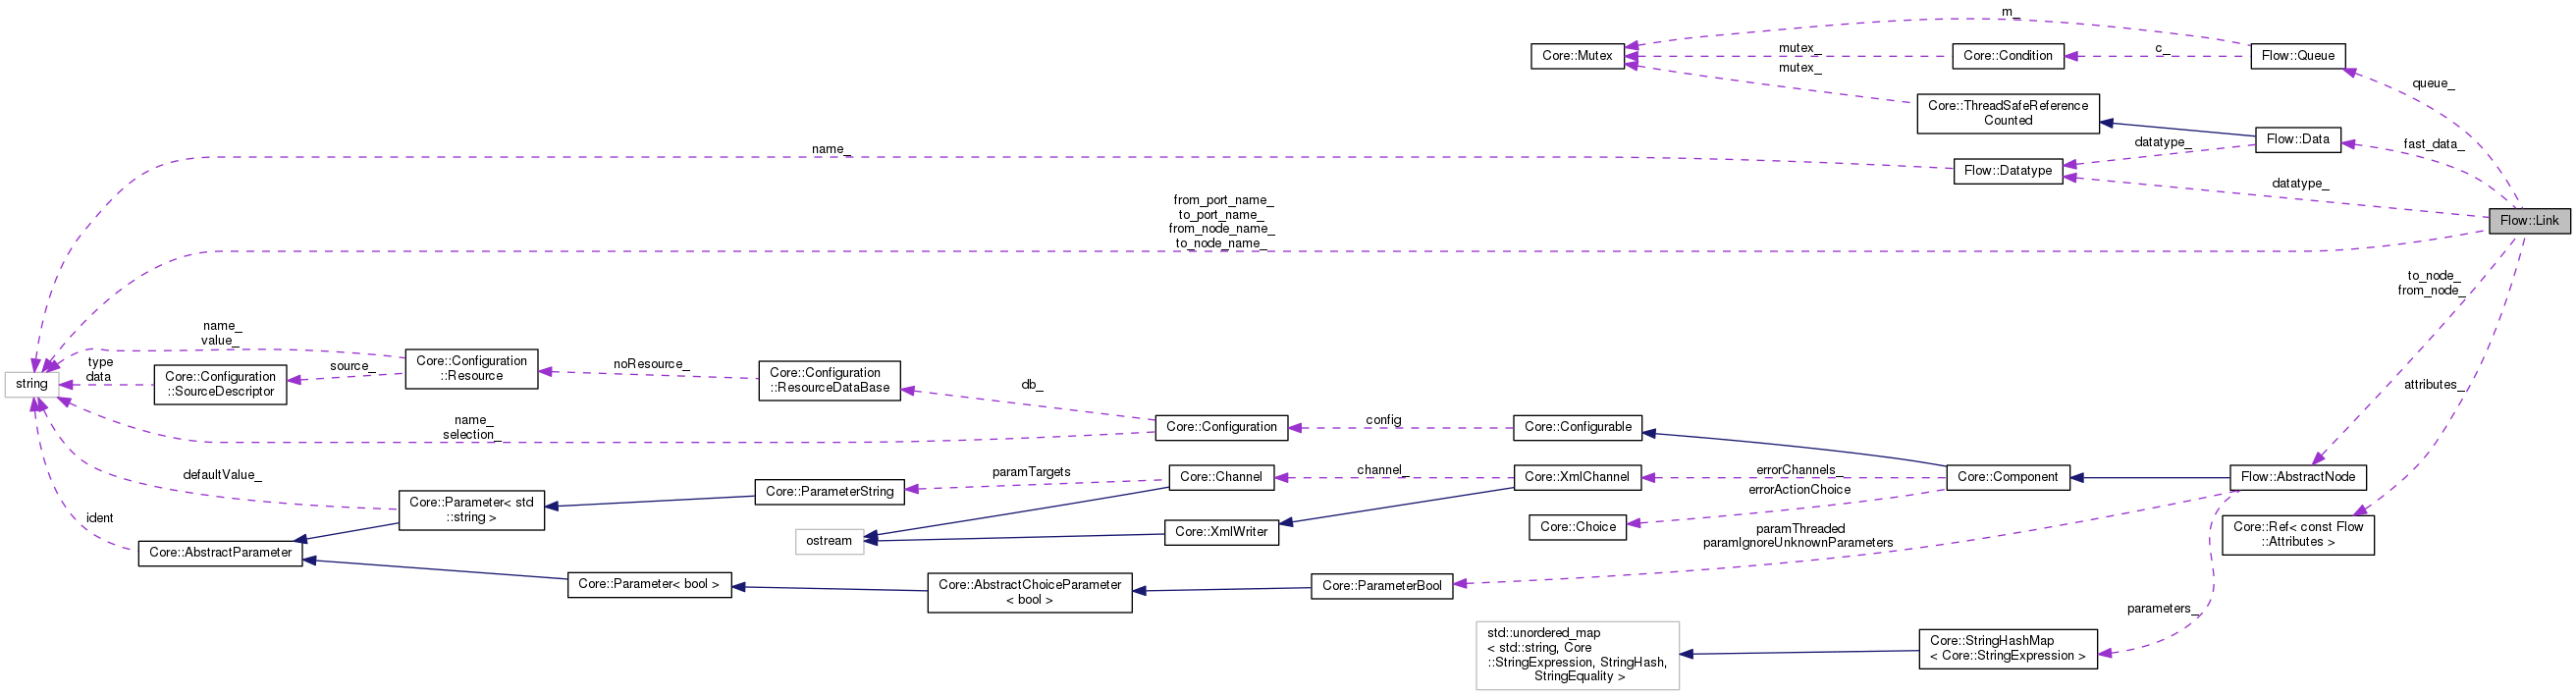 m_
Core::Mutex
mutex_
Core::Condition
c_
Flow::Queue
mutex_
queue_
Core::ThreadSafeReference
Counted
Flow::Data
name_
datatype_
fast_data_
Flow::Datatype
datatype_
from_port_name_
to_port_name_
from_node_name_
to_node_name_
Flow::Link
to_node_
from_node_
name_
value_
type
data
string
Core::Configuration
::SourceDescriptor
source_
Core::Configuration
::Resource
noResource_
Core::Configuration
::ResourceDataBase
db_
attributes_
name_
selection_
Core::Configuration
config
Core::Configurable
defaultValue_
paramTargets
Core::Channel
channel_
Core::XmlChannel
errorChannels_
errorActionChoice
Core::Component
Flow::AbstractNode
ident
Core::Parameter< std
::string >
Core::ParameterString
Core::Choice
Core::AbstractParameter
ostream
Core::XmlWriter
paramThreaded
paramIgnoreUnknownParameters
Core::Ref< const Flow
::Attributes >
Core::Parameter< bool >
Core::AbstractChoiceParameter
< bool >
Core::ParameterBool
parameters_
std::unordered_map
< std::string, Core
::StringExpression, StringHash,
StringEquality >
Core::StringHashMap
< Core::StringExpression >